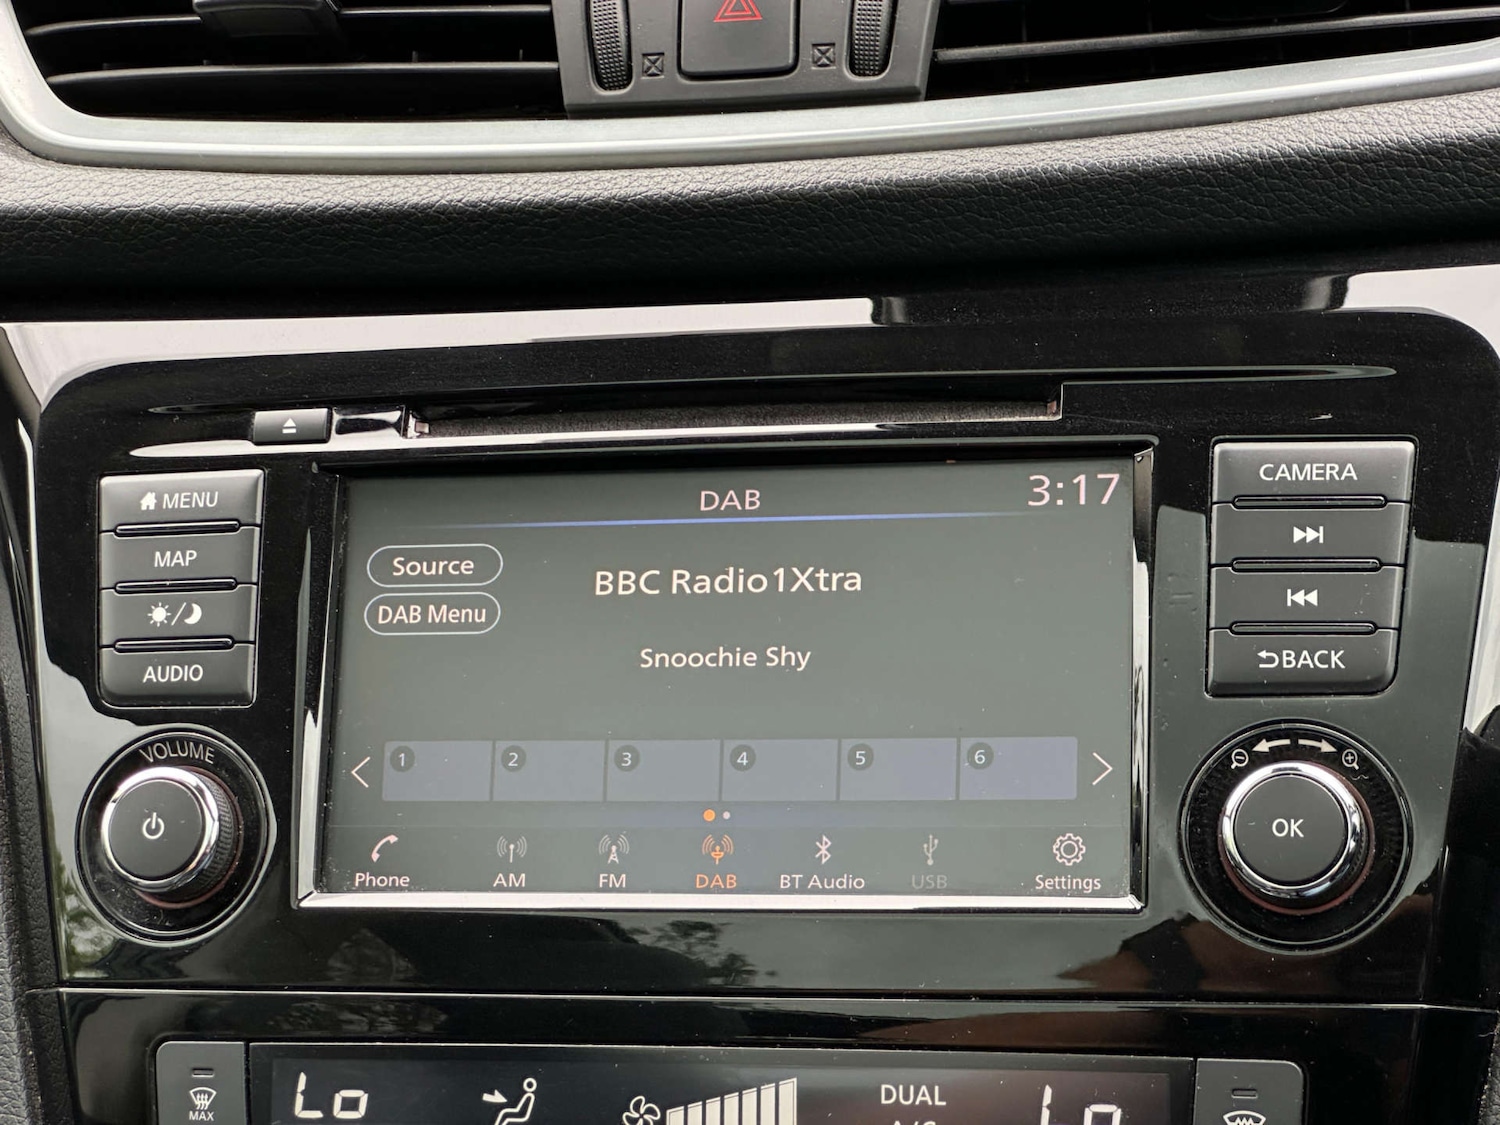 MENU
MAP
AUDIO
VOLUME
DAB
3:17
Source
DAB Menu
BBC Radio1Xtra
Snoochie Shy
1
2
3
4
5
6
Phone
AM
FM
DAB
BT Audio
USB
Settings
CAMERA
BACK
OK
MAX
Lo
DUAL
A/C
Lo